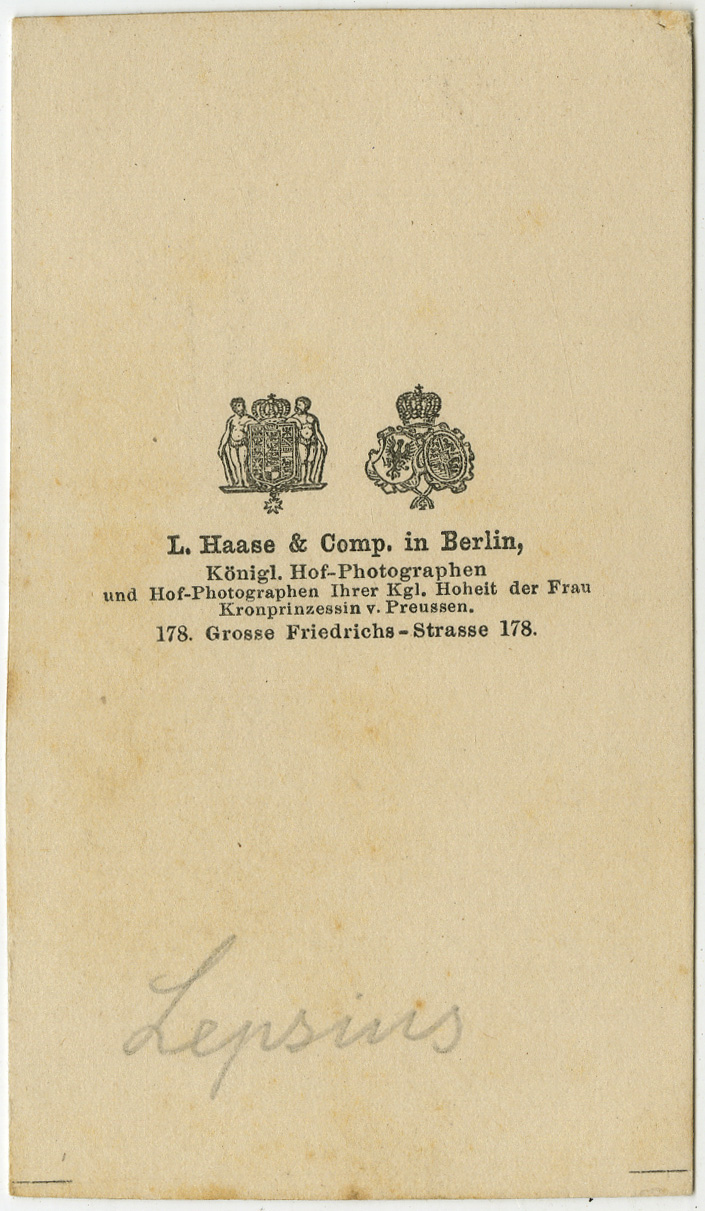 L. Haase & Comp. in Berlin,
Königl. Hof-Photographen
und Hof-Photographen Ihrer Kgl. Hoheit der Frau
Kronprinzessin v. Preussen.
178. Grosse Friedrichs-Strasse 178.
Lepsius